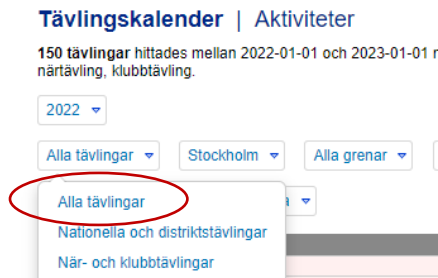 Tävlingskalender | Aktiviteter
150 tävlingar hittades mellan 2022-01-01 och 2023-01-01
närtävling, klubbtävling.
2022
Alla tävlingar Stockholm Alla grenar
Alla tävlingar
Nationella och distriktstävlingar
När- och klubbtävlingar